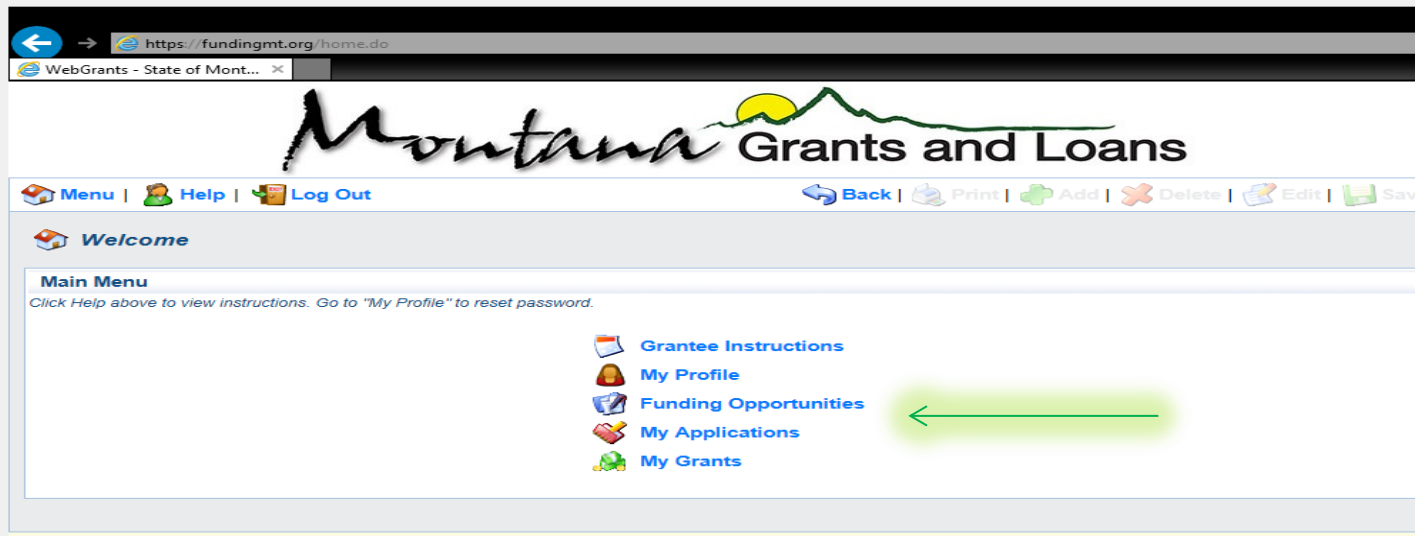 https://fundingmt.org/home.do
WebGrants - State of Mont... ×
Montana Grants and Loans
Menu | Help | Log Out Back | Print | Add | Delete | Edit | Sav
Welcome
Main Menu
Click Help above to view instructions. Go to "My Profile" to reset password.
Grantee Instructions
My Profile
Funding Opportunities
My Applications
My Grants